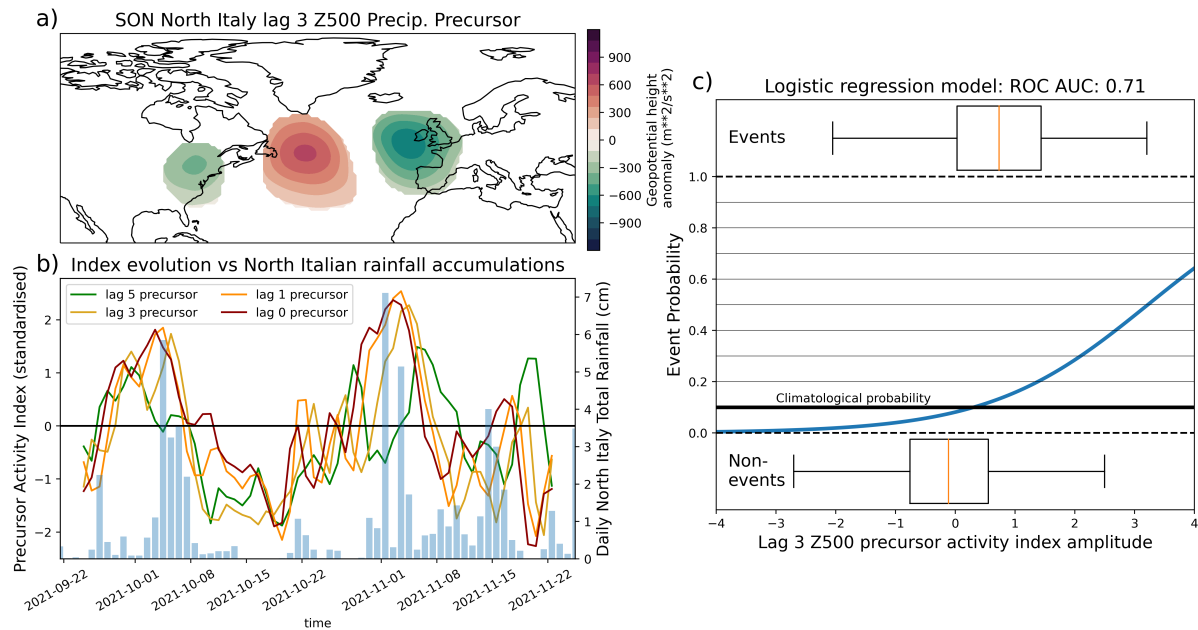 a)
SON North Italy lag 3 Z500 Precip. Precursor
900
600
300
0
−300
−600
−900
Geopotential height
anomaly (m**2/s**2)
b)
Index evolution vs North Italian rainfall accumulations
Precursor Activity Index (standardised)
2
1
0
−1
−2
lag 5 precursor
lag 3 precursor
lag 1 precursor
lag 0 precursor
7
6
5
4
3
2
1
0
Daily North Italy Total Rainfall (cm)
2021-09-22
2021-10-01
2021-10-08
2021-10-15
2021-10-22
2021-11-01
2021-11-08
2021-11-15
2021-11-22
time
c)
Logistic regression model: ROC AUC: 0.71
Events
Event Probability
1.0
0.8
0.6
0.4
0.2
0.0
Climatological probability
Non-
events
−4
−3
−2
−1
0
1
2
3
4
Lag 3 Z500 precursor activity index amplitude